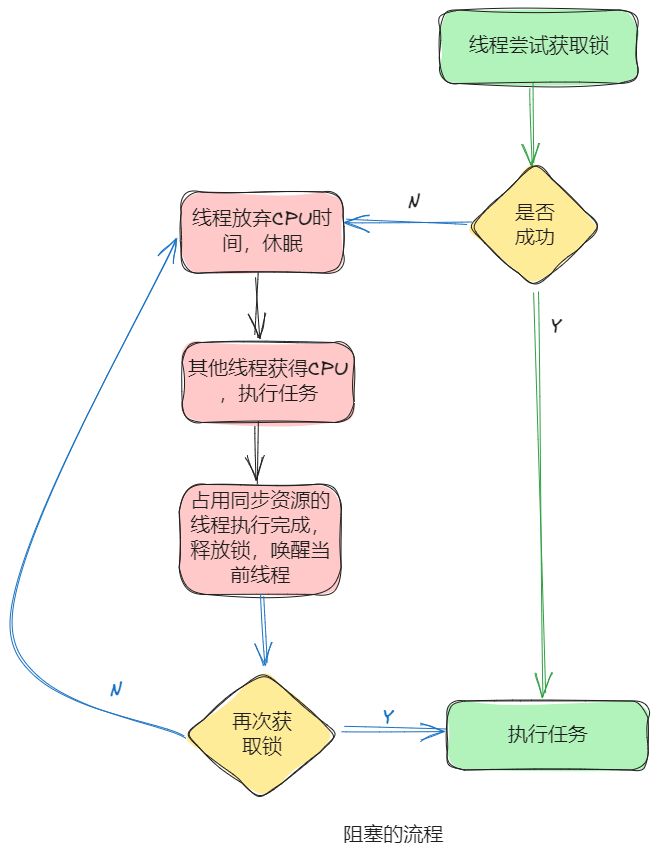 线程尝试获取锁
N
是否
成功
线程放弃CPU时
间，休眠
Y
其他线程获得CPU
，执行任务
占用同步资源的
线程执行完成，
释放锁，唤醒当
前线程
N
再次获
取锁
Y
执行任务
阻塞的流程